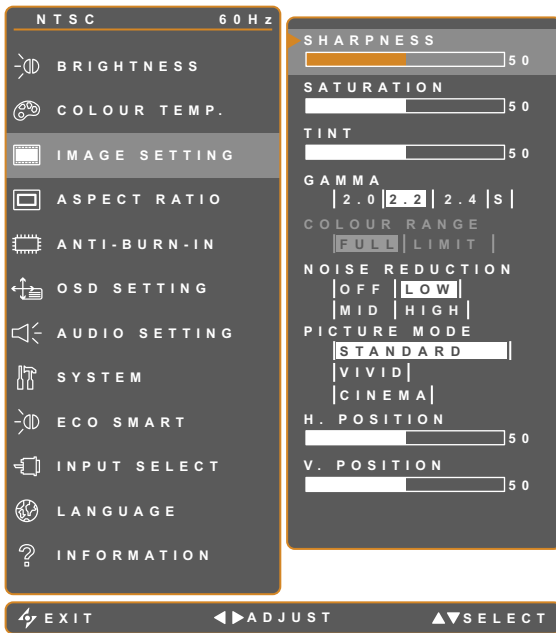 NTSC 60Hz
BRIGHTNESS
COLOUR TEMP.
IMAGE SETTING
ASPECT RATIO
ANTI-BURN-IN
OSD SETTING
AUDIO SETTING
SYSTEM
ECO SMART
INPUT SELECT
LANGUAGE
INFORMATION
SHARPNESS
50
SATURATION
50
TINT
50
GAMMA
2.0 2.2 2.4 S
COLOUR RANGE
FULL LIMIT
NOISE REDUCTION
OFF LOW
MID HIGH
PICTURE MODE
STANDARD
VIVID
CINEMA
H. POSITION
50
V. POSITION
50
EXIT ADJUST SELECT